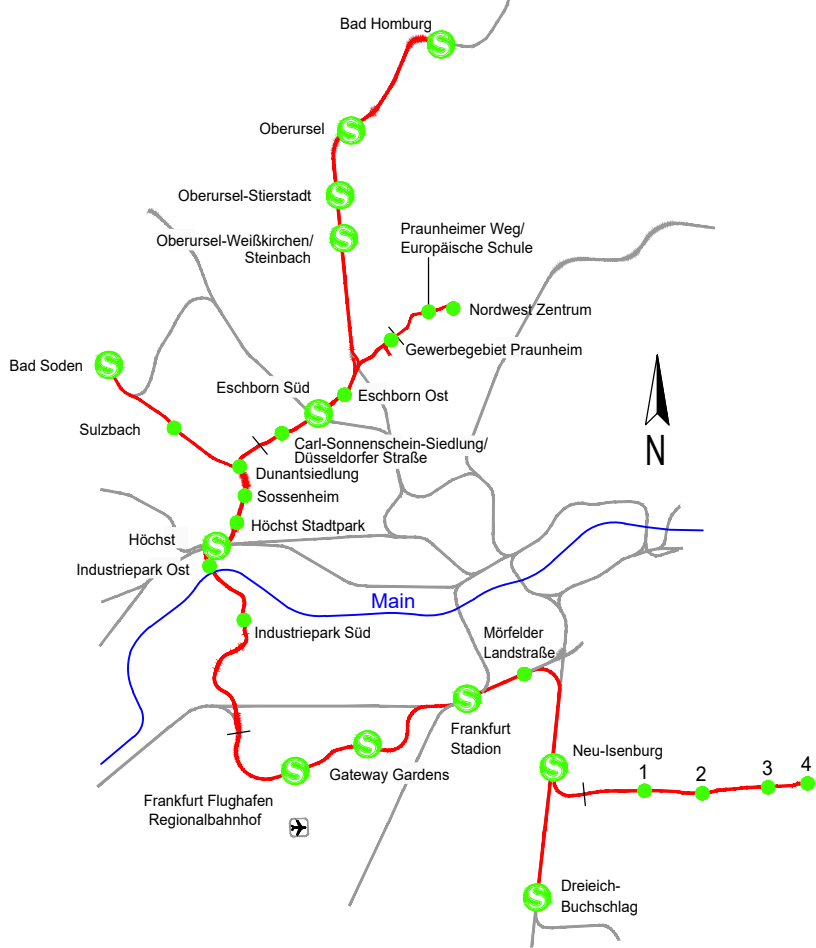 Bad Homburg
Oberursel
Oberursel-Stierstadt
Oberursel-Weißkirchen/
Steinbach
Praunheimer Weg/
Europäische Schule
Nordwest Zentrum
Gewerbegebiet Praunheim
Bad Soden
Eschborn Süd
Eschborn Ost
Sulzbach
Carl-Sonnenschein-Siedlung/
Düsseldorfer Straße
N
Dunantsiedlung
Sossenheim
Höchst Stadtpark
Höchst
Industriepark Ost
Main
Industriepark Süd
Mörfelder
Landstraße
Frankfurt
Stadion
Neu-Isenburg
1
2
3
4
Gateway Gardens
Frankfurt Flughafen
Regionalbahnhof
Dreieich-
Buchschlag
S
S
S
S
S
S
S
S
S
S
S
S